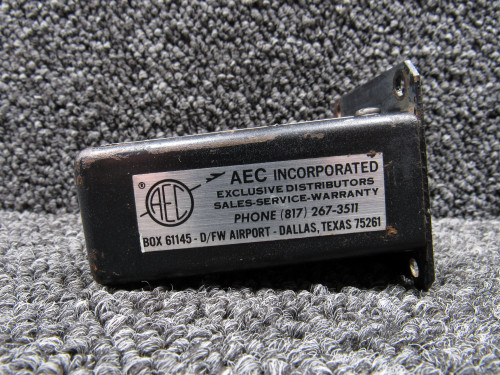 ® AEC
AEC INCORPORATED
EXCLUSIVE DISTRIBUTORS
SALES-SERVICE-WARRANTY
PHONE (817) 267-3511
BOX 61145 - D/FW AIRPORT - DALLAS, TEXAS 75261